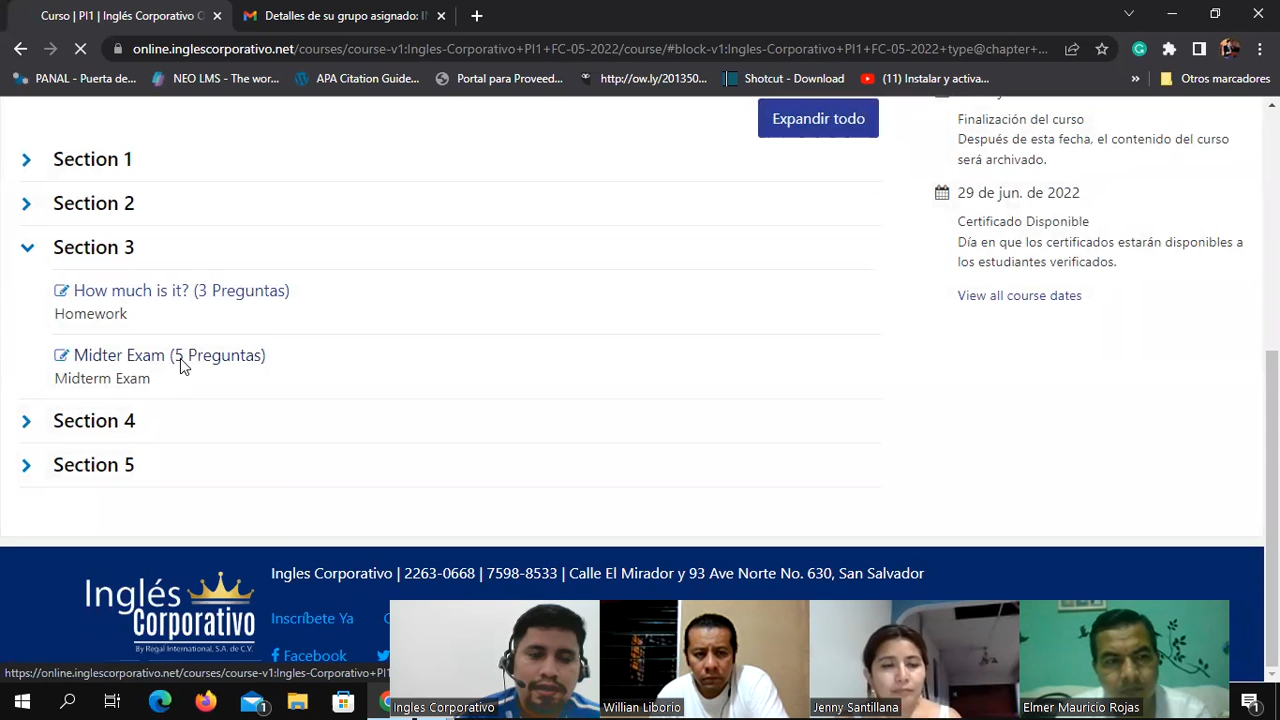 Curso | PI1 | Inglés Corporativo C
Detalles de su grupo asignado: I
online.inglescorporativo.net/courses/course-v1:Ingles-Corporativo+PI1+FC-05-2022/course/#block-v1:Ingles-Corporativo+PI1+FC-05-2022+type@chapter+...
PANAL - Puerta de...
NEO LMS - The wor...
APA Citation Guide...
Portal para Proveed...
http://ow.ly/201350...
Shotcut - Download
(11) Instalar y activa...
»
Otros marcadores
Expandir todo
Section 1
Section 2
Section 3
How much is it? (3 Preguntas)
Homework
Midter Exam (5 Preguntas)
Midterm Exam
Section 4
Section 5
Finalización del curso
Después de esta fecha, el contenido del curso
será archivado.
29 de jun. de 2022
Certificado Disponible
Día en que los certificados estarán disponibles a
los estudiantes verificados.
View all course dates
Inglés
Corporativo
By Regal International, S.A. de C.V.
Ingles Corporativo | 2263-0668 | 7598-8533 | Calle El Mirador y 93 Ave Norte No. 630, San Salvador
Inscríbete Ya
Facebook
https://online.inglescorporativo.net/courses/course-v1:Ingles-Corporativo+PI1
1
Ingles Corporativo
Willian Liborio
Jenny Santillana
Elmer Mauricio Rojas
1